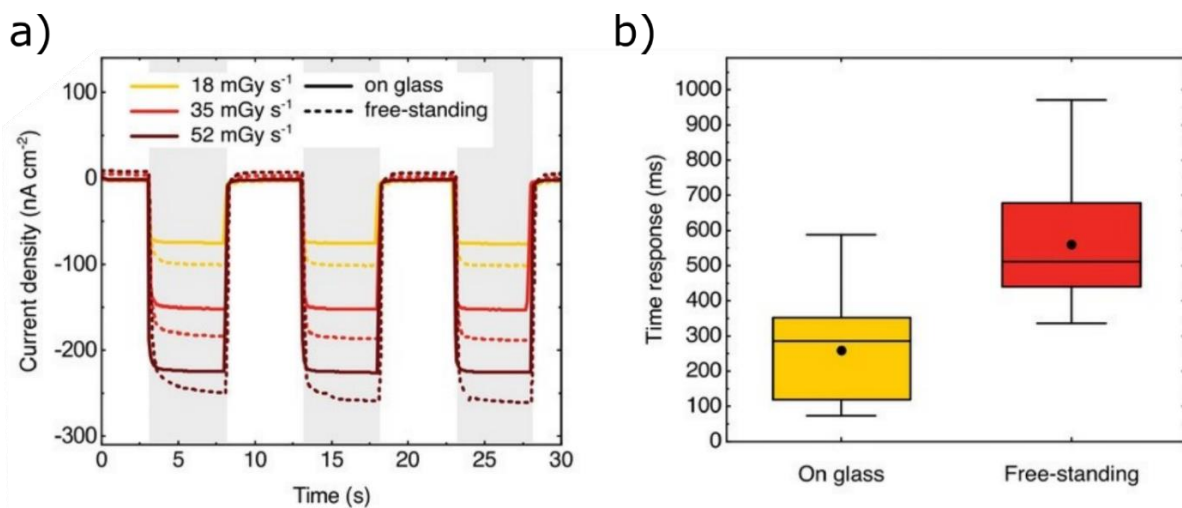 a)
18 mGy s⁻¹ on glass
35 mGy s⁻¹ free-standing
52 mGy s⁻¹
100
0
-100
-200
-300
Current density (nA cm⁻²)
0 5 10 15 20 25 30
Time (s)
b)
1000
900
800
700
600
500
400
300
200
100
0
Time response (ms)
On glass Free-standing